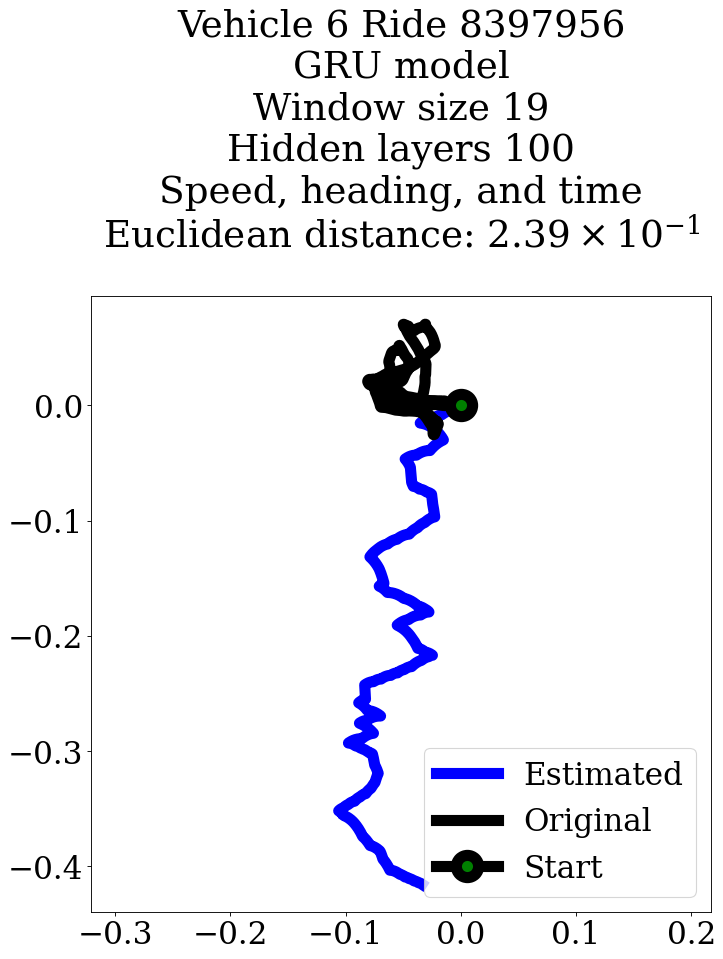 Vehicle 6 Ride 8397956
GRU model
Window size 19
Hidden layers 100
Speed, heading, and time
Euclidean distance: 2.39 × 10⁻¹
0.0
−0.1
−0.2
−0.3
−0.4
Estimated
Original
Start
−0.3 −0.2 −0.1 0.0 0.1 0.2